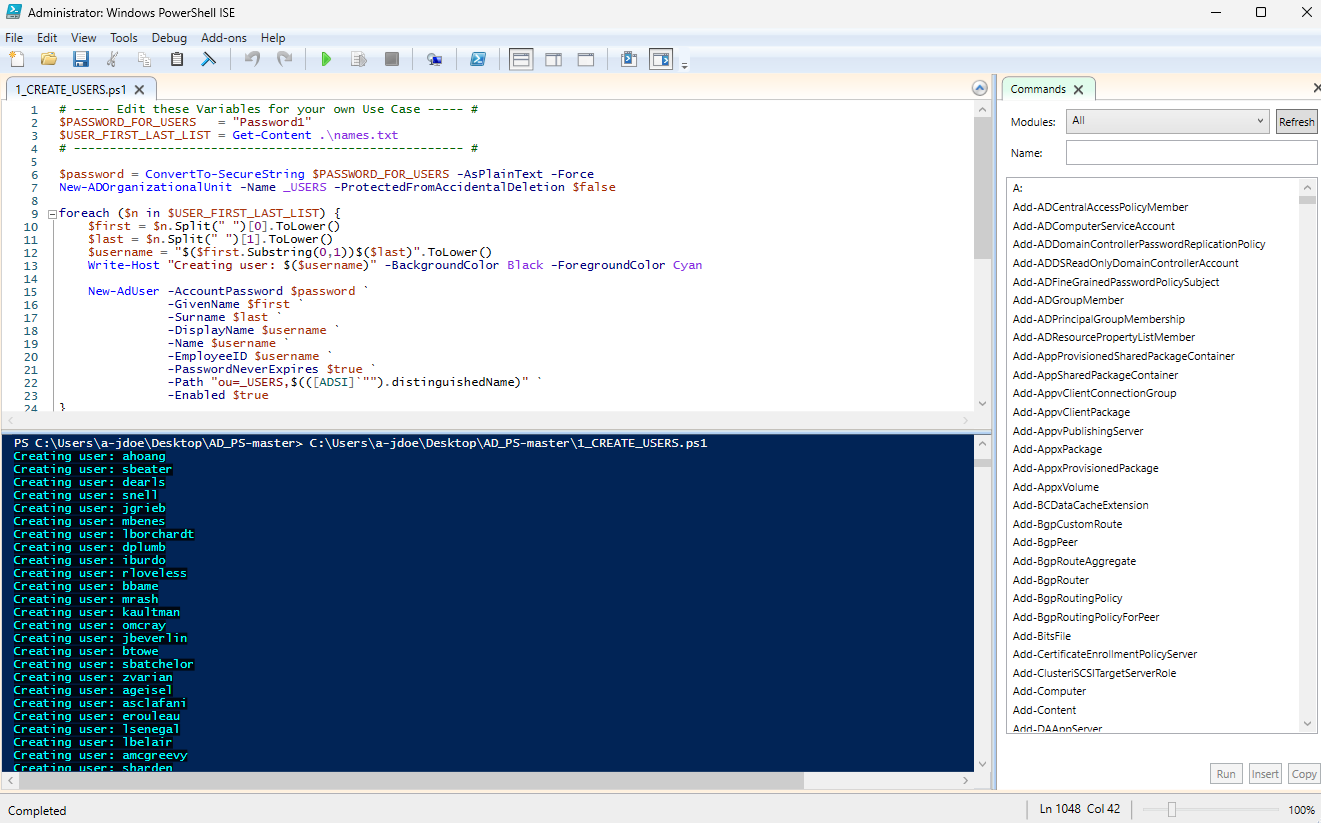 Administrator: Windows PowerShell ISE
File Edit View Tools Debug Add-ons Help
1_CREATE_USERS.ps1
1 # ----- Edit these Variables for your own Use Case ----- #
2 $PASSWORD_FOR_USERS   = "Password1"
3 $USER_FIRST_LAST_LIST = Get-Content .\names.txt
4 # ------------------------------------------------------ #
5
6 $password = ConvertTo-SecureString $PASSWORD_FOR_USERS -AsPlainText -Force
7 New-ADOrganizationalUnit -Name _USERS -ProtectedFromAccidentalDeletion $false
8
9 foreach ($n in $USER_FIRST_LAST_LIST) {
10     $first = $n.Split(" ")[0].ToLower()
11     $last = $n.Split(" ")[1].ToLower()
12     $username = "$($first.Substring(0,1))$($last)".ToLower()
13     Write-Host "Creating user: $($username)" -BackgroundColor Black -ForegroundColor Cyan
14
15     New-AdUser -AccountPassword $password `
16                -GivenName $first `
17                -Surname $last `
18                -DisplayName $username `
19                -Name $username `
20                -EmployeeID $username `
21                -PasswordNeverExpires $true `
22                -Path "ou=_USERS,$(([ADSI]`"").distinguishedName)" `
23                -Enabled $true
24 }
PS C:\Users\a-jdoe\Desktop\AD_PS-master> C:\Users\a-jdoe\Desktop\AD_PS-master\1_CREATE_USERS.ps1
Creating user: ahoang
Creating user: sbeater
Creating user: dearls
Creating user: snell
Creating user: jgrieb
Creating user: mbenes
Creating user: lborchardt
Creating user: dplumb
Creating user: iburdo
Creating user: rloveless
Creating user: bbame
Creating user: mrash
Creating user: kaultman
Creating user: omcray
Creating user: jbeverlin
Creating user: btowe
Creating user: sbatchelor
Creating user: zvarian
Creating user: ageisel
Creating user: asclafani
Creating user: erouleau
Creating user: lsenegal
Creating user: lbelair
Creating user: amcgreevy
Creating user: sharden
Commands
Modules: All Refresh
Name:
A:
Add-ADCentralAccessPolicyMember
Add-ADComputerServiceAccount
Add-ADDomainControllerPasswordReplicationPolicy
Add-ADDSReadOnlyDomainControllerAccount
Add-ADFineGrainedPasswordPolicySubject
Add-ADGroupMember
Add-ADPrincipalGroupMembership
Add-ADResourcePropertyListMember
Add-AppProvisionedSharedPackageContainer
Add-AppSharedPackageContainer
Add-AppvClientConnectionGroup
Add-AppvClientPackage
Add-AppvPublishingServer
Add-AppxPackage
Add-AppxProvisionedPackage
Add-AppxVolume
Add-BCDataCacheExtension
Add-BgpCustomRoute
Add-BgpPeer
Add-BgpRouteAggregate
Add-BgpRouter
Add-BgpRoutingPolicy
Add-BgpRoutingPolicyForPeer
Add-BitsFile
Add-CertificateEnrollmentPolicyServer
Add-ClusteriSCSITargetServerRole
Add-Computer
Add-Content
Add-DAAppServer
Run Insert Copy
Completed
Ln 1048 Col 42
100%